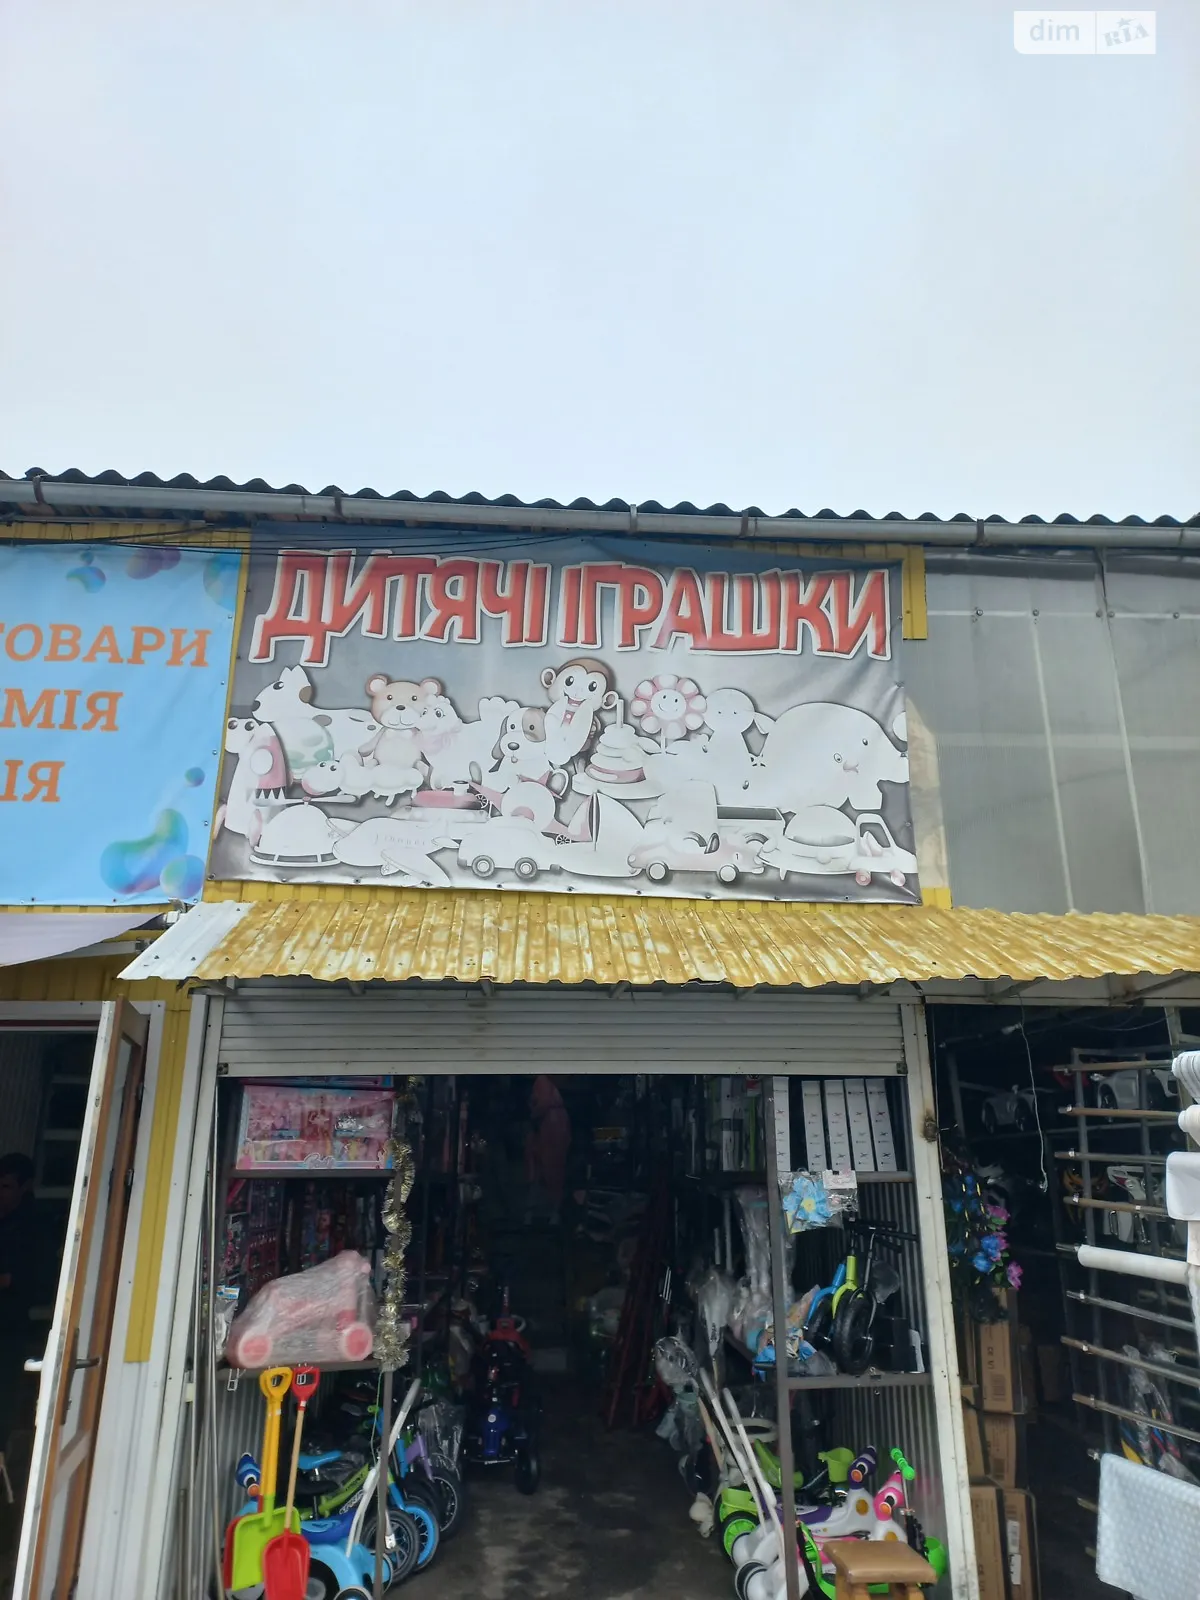 dim RIA
ДИТЯЧІ ІГРАШКИ
ТОВАРИ
МІЯ
ІЯ